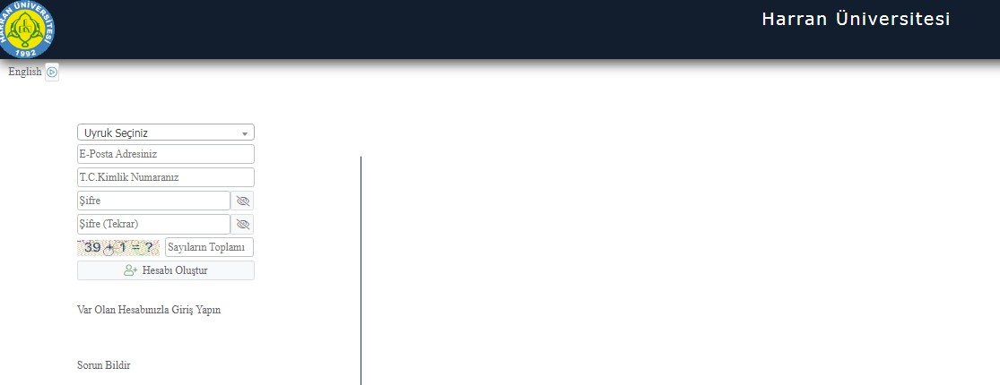 HARRAN ÜNİVERSİTESİ
1992
Harran Üniversitesi
English
Uyruk Seçiniz
E-Posta Adresiniz
T.C.Kimlik Numaranız
Şifre
Şifre (Tekrar)
39 + 1 = ? Sayıların Toplamı
Hesabı Oluştur
Var Olan Hesabınızla Giriş Yapın
Sorun Bildir